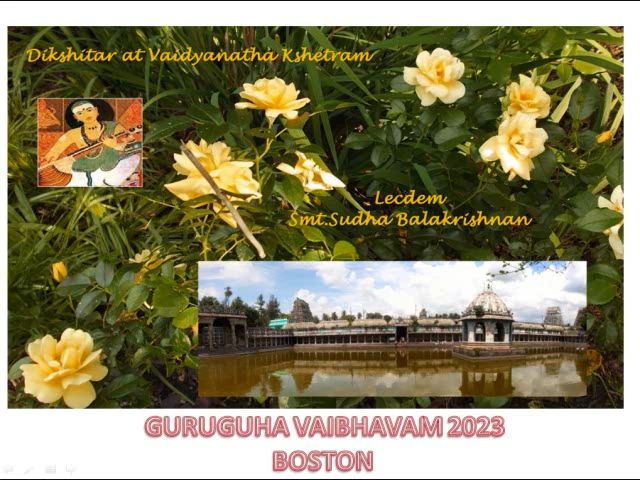 Dikshitar at Vaidyanatha Kshetram
Lecdem
Smt.Sudha Balakrishnan
GURUGUHA VAIBHAVAM 2023
BOSTON